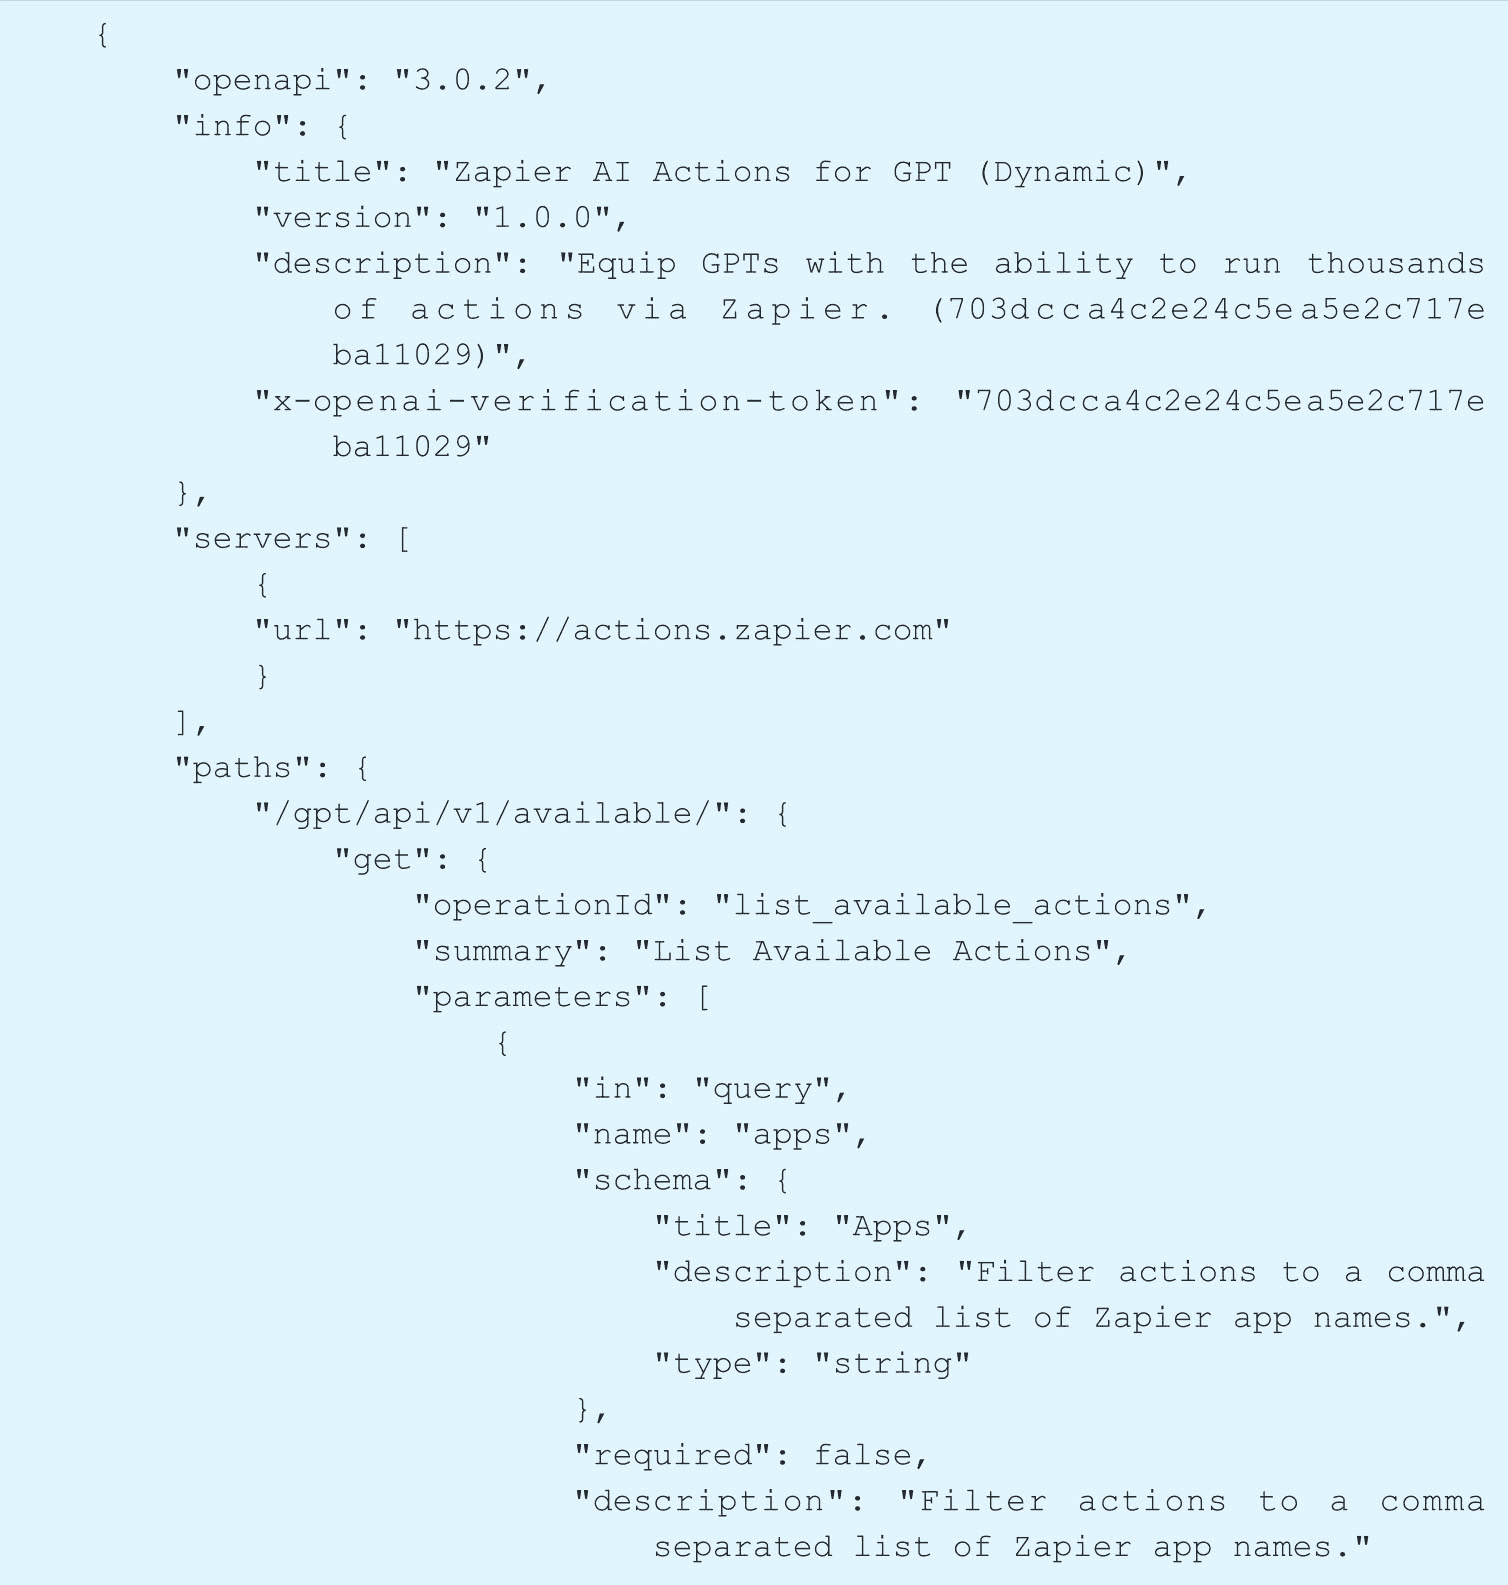 {
"openapi": "3.0.2",
"info": {
"title": "Zapier AI Actions for GPT (Dynamic)",
"version": "1.0.0",
"description": "Equip GPTs with the ability to run thousands
of actions via Zapier. (703dcca4c2e24c5ea5e2c717e
ba11029)",
"x-openai-verification-token": "703dcca4c2e24c5ea5e2c717e
ba11029"
},
"servers": [
{
"url": "https://actions.zapier.com"
}
],
"paths": {
"/gpt/api/v1/available/": {
"get": {
"operationId": "list_available_actions",
"summary": "List Available Actions",
"parameters": [
{
"in": "query",
"name": "apps",
"schema": {
"title": "Apps",
"description": "Filter actions to a comma
separated list of Zapier app names.",
"type": "string"
},
"required": false,
"description": "Filter actions to a comma
separated list of Zapier app names."